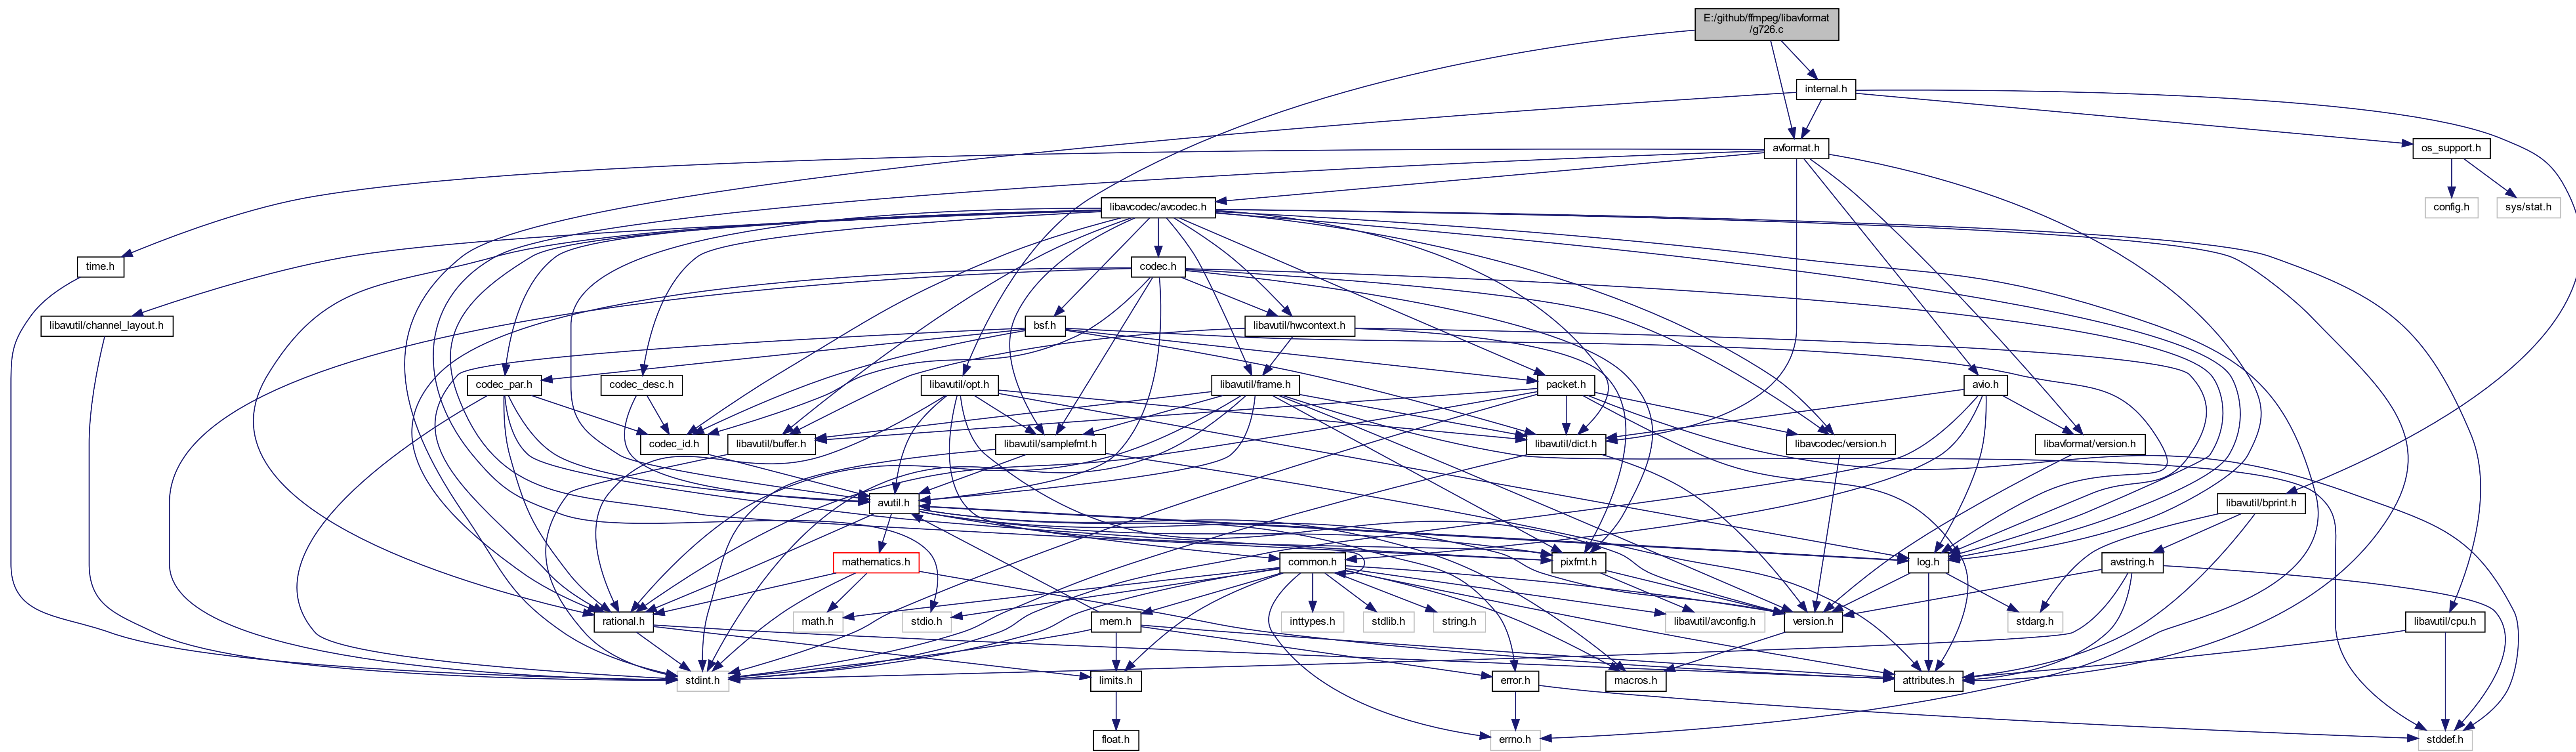 E:/github/ffmpeg/libavformat
/g726.c
internal.h
avformat.h
os_support.h
libavcodec/avcodec.h
config.h
sys/stat.h
time.h
codec.h
libavutil/channel_layout.h
bsf.h
libavutil/hwcontext.h
codec_par.h
codec_desc.h
libavutil/opt.h
libavutil/frame.h
packet.h
avio.h
codec_id.h
libavutil/buffer.h
libavutil/samplefmt.h
libavutil/dict.h
libavcodec/version.h
libavformat/version.h
avutil.h
libavutil/bprint.h
mathematics.h
common.h
pixfmt.h
log.h
avstring.h
rational.h
math.h
stdio.h
mem.h
inttypes.h
stdlib.h
string.h
libavutil/avconfig.h
version.h
stdarg.h
libavutil/cpu.h
stdint.h
limits.h
error.h
macros.h
attributes.h
float.h
errno.h
stddef.h